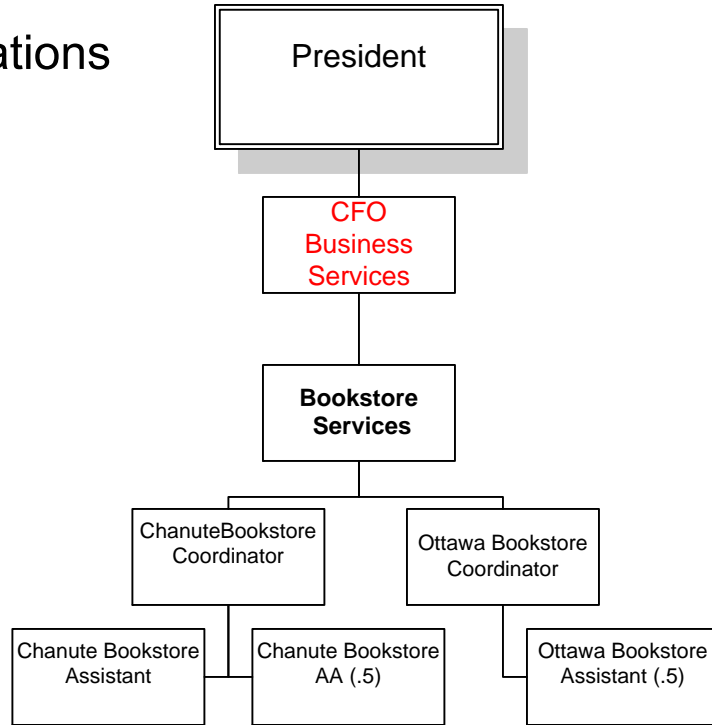 ations
President
CFO
Business
Services
Bookstore
Services
ChanuteBookstore
Coordinator
Ottawa Bookstore
Coordinator
Chanute Bookstore
Assistant
Chanute Bookstore
AA (.5)
Ottawa Bookstore
Assistant (.5)